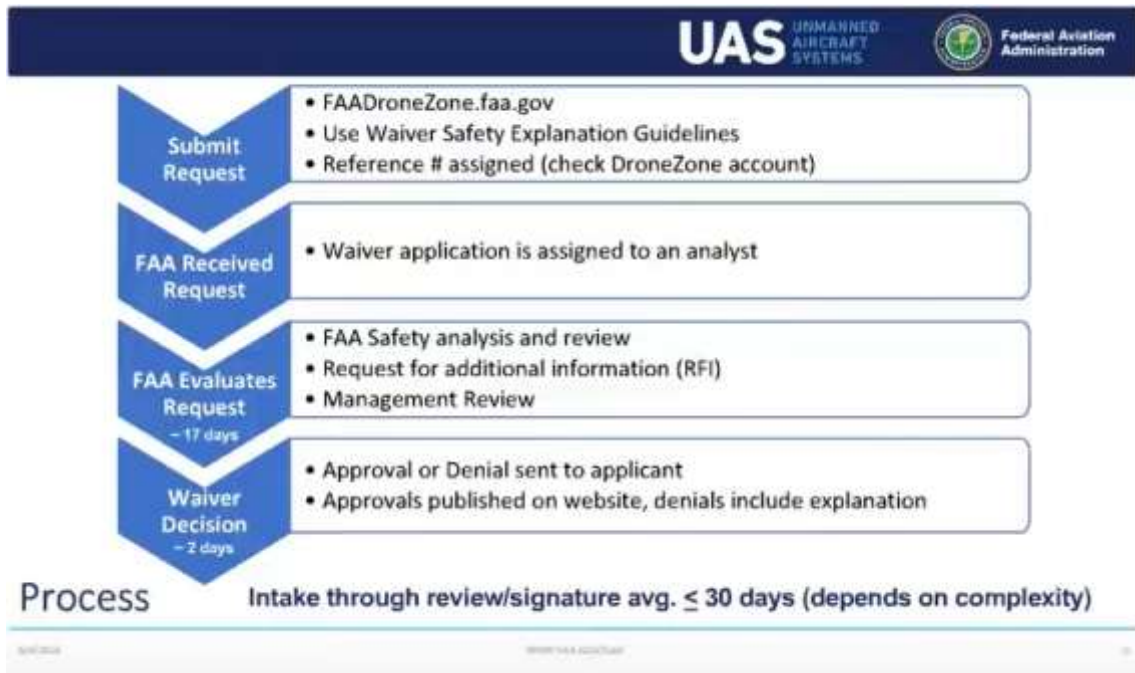 UAS UNMANNED
AIRCRAFT
SYSTEMS
Federal Aviation
Administration
Submit
Request
• FAADroneZone.faa.gov
• Use Waiver Safety Explanation Guidelines
• Reference # assigned (check DroneZone account)
FAA Received
Request
• Waiver application is assigned to an analyst
FAA Evaluates
Request
~ 17 days
• FAA Safety analysis and review
• Request for additional information (RFI)
• Management Review
Waiver
Decision
~ 2 days
• Approval or Denial sent to applicant
• Approvals published on website, denials include explanation
Process
Intake through review/signature avg. ≤ 30 days (depends on complexity)